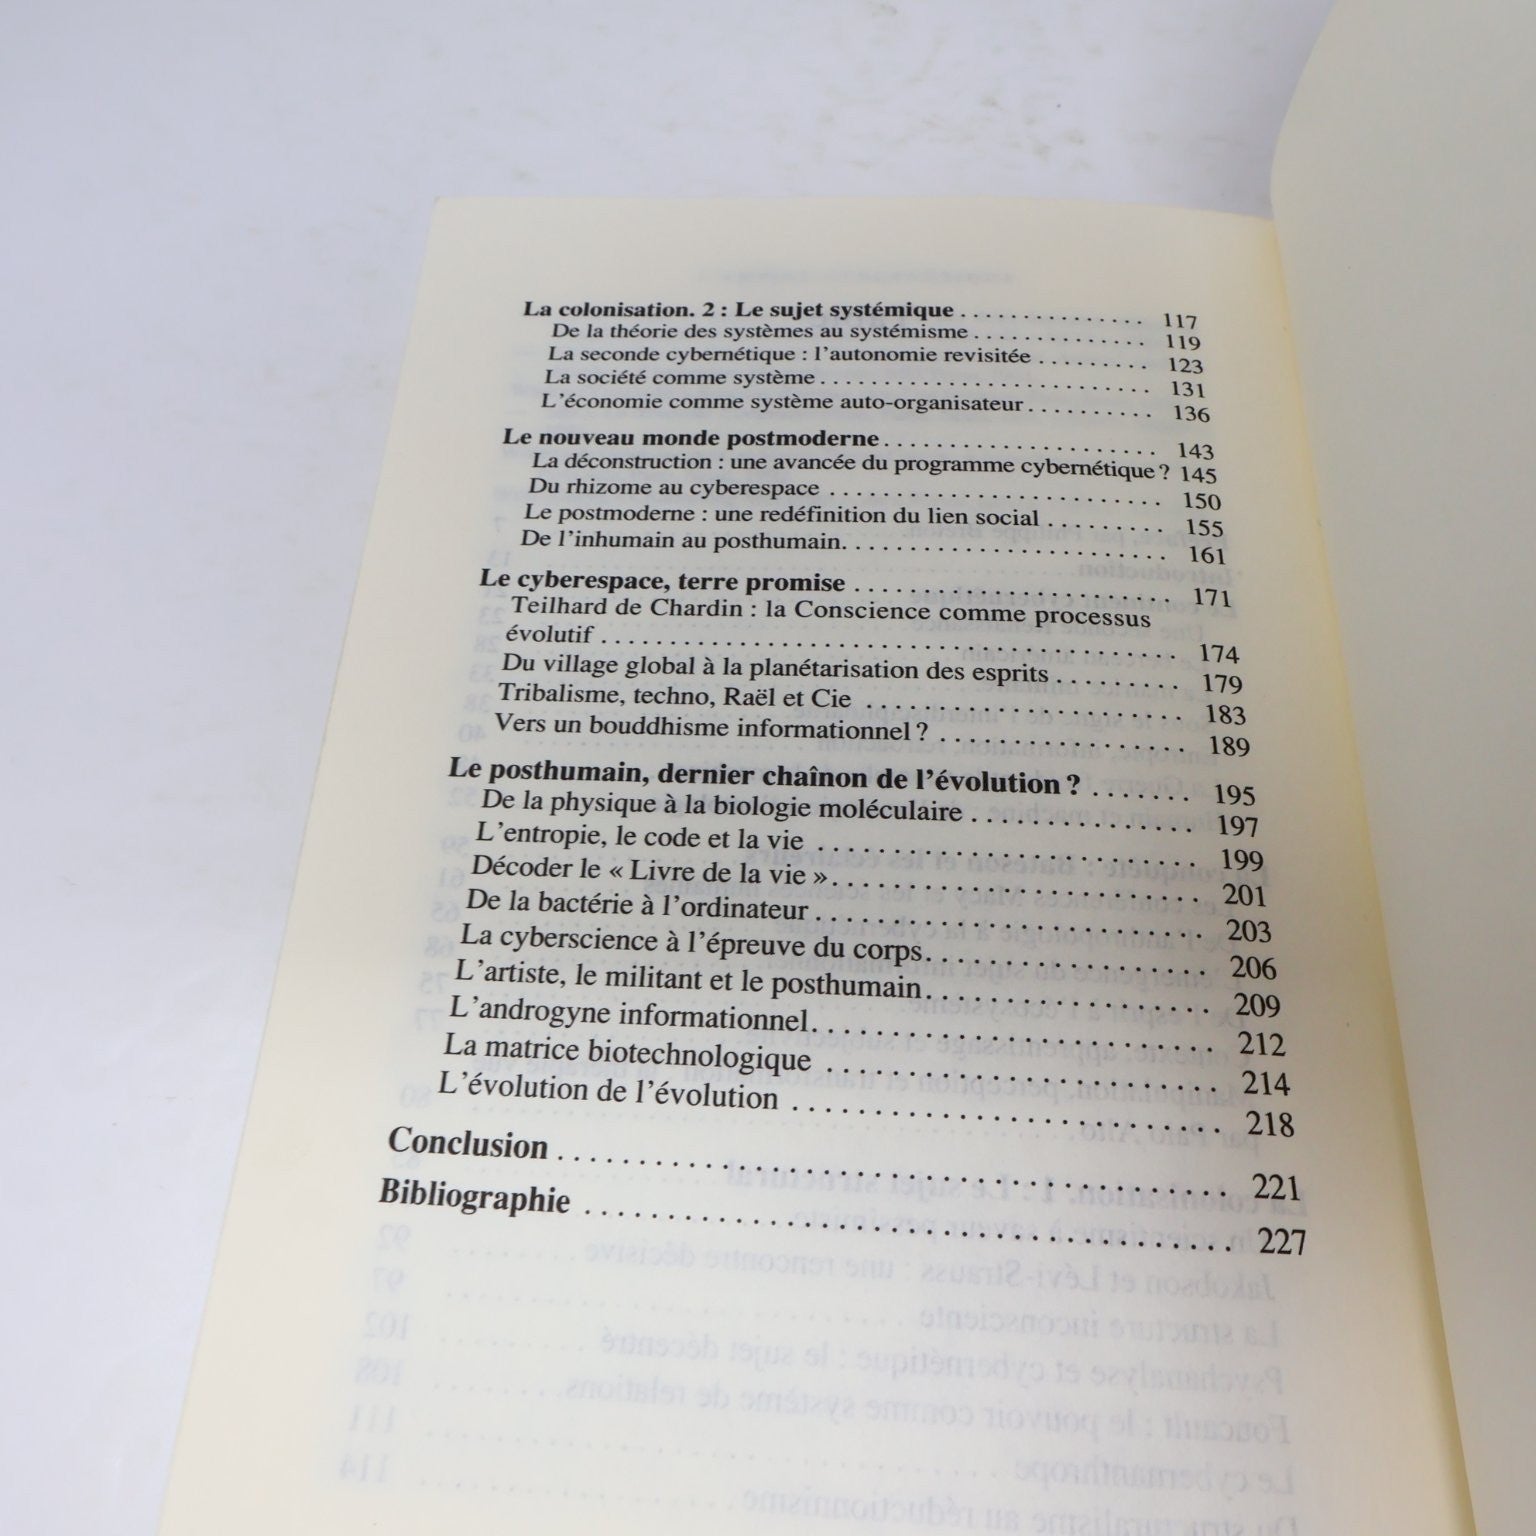 La colonisation. 2 : Le sujet systémique . . . . . . . . . . . . . . . 117
De la théorie des systèmes au systémisme . . . . . . . . . . . . . . 119
La seconde cybernétique : l’autonomie revisitée . . . . . . . . . 123
La société comme système . . . . . . . . . . . . . . . . . . . . . . . . . . 131
L’économie comme système auto-organisateur . . . . . . . . . . 136
Le nouveau monde postmoderne . . . . . . . . . . . . . . . . . . . . . 143
La déconstruction : une avancée du programme cybernétique ? 145
Du rhizome au cyberespace . . . . . . . . . . . . . . . . . . . . . . . . . . 150
Le postmoderne : une redéfinition du lien social . . . . . . . . . 155
De l’inhumain au posthumain. . . . . . . . . . . . . . . . . . . . . . . . . 161
Le cyberespace, terre promise . . . . . . . . . . . . . . . . . . . . . . . 171
Teilhard de Chardin : la Conscience comme processus
évolutif . . . . . . . . . . . . . . . . . . . . . . . . . . . . . . . . . . . . . . . . . 174
Du village global à la planétarisation des esprits . . . . . . . . . 179
Tribalisme, techno, Raël et Cie . . . . . . . . . . . . . . . . . . . . . . . 183
Vers un bouddhisme informationnel ? . . . . . . . . . . . . . . . . . . 189
Le posthumain, dernier chaînon de l’évolution ? . . . . . . . 195
De la physique à la biologie moléculaire . . . . . . . . . . . . . . . 197
L’entropie, le code et la vie . . . . . . . . . . . . . . . . . . . . . . . . . . 199
Décoder le « Livre de la vie ». . . . . . . . . . . . . . . . . . . . . . . . . 201
De la bactérie à l’ordinateur . . . . . . . . . . . . . . . . . . . . . . . . . . 203
La cyberscience à l’épreuve du corps. . . . . . . . . . . . . . . . . . . 206
L’artiste, le militant et le posthumain. . . . . . . . . . . . . . . . . . . 209
L’androgyne informationnel. . . . . . . . . . . . . . . . . . . . . . . . . . 212
La matrice biotechnologique . . . . . . . . . . . . . . . . . . . . . . . . . 214
L’évolution de l’évolution . . . . . . . . . . . . . . . . . . . . . . . . . . . 218
Conclusion . . . . . . . . . . . . . . . . . . . . . . . . . . . . . . . . . . . . . . . . 221
Bibliographie . . . . . . . . . . . . . . . . . . . . . . . . . . . . . . . . . . . . . . 227